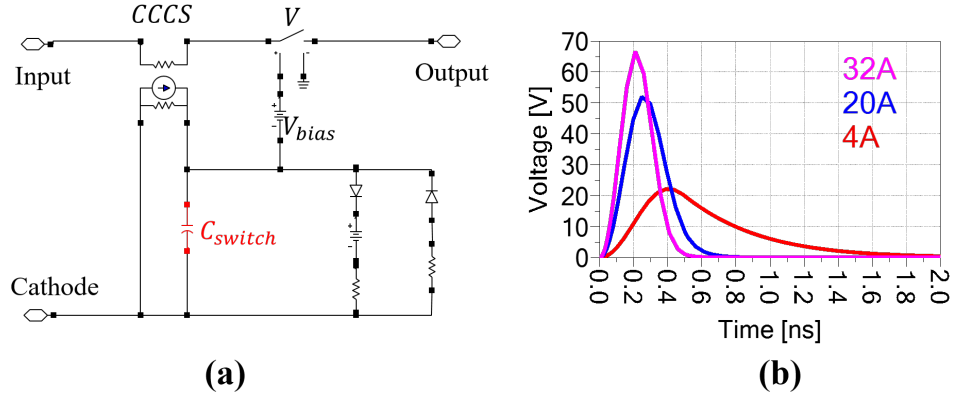 CCCS
V
Input
Output
+
-
+
-
V_bias
+
-
C_switch
Cathode
(a)
Voltage [V]
70
60
50
40
30
20
10
0
32A
20A
4A
0.0 0.2 0.4 0.6 0.8 1.0 1.2 1.4 1.6 1.8 2.0
Time [ns]
(b)